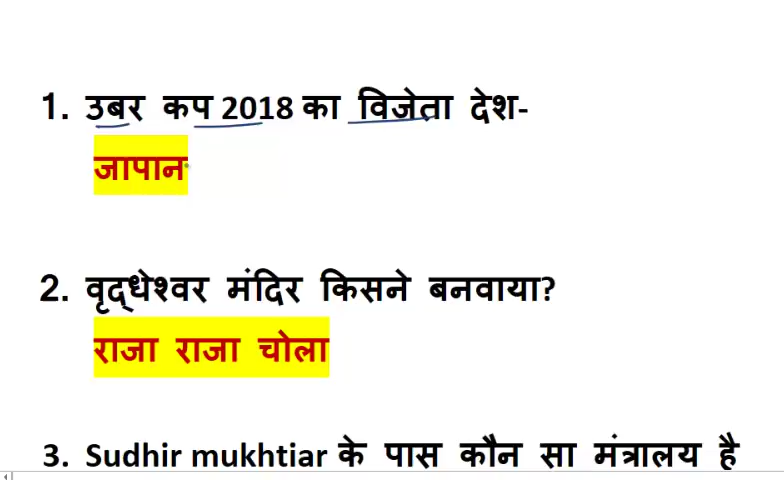 1. उबर कप 2018 का विजेता देश-
जापान
2. वृद्धेश्वर मंदिर किसने बनवाया?
राजा राजा चोला
3. Sudhir mukhtiar के पास कौन सा मंत्रालय है